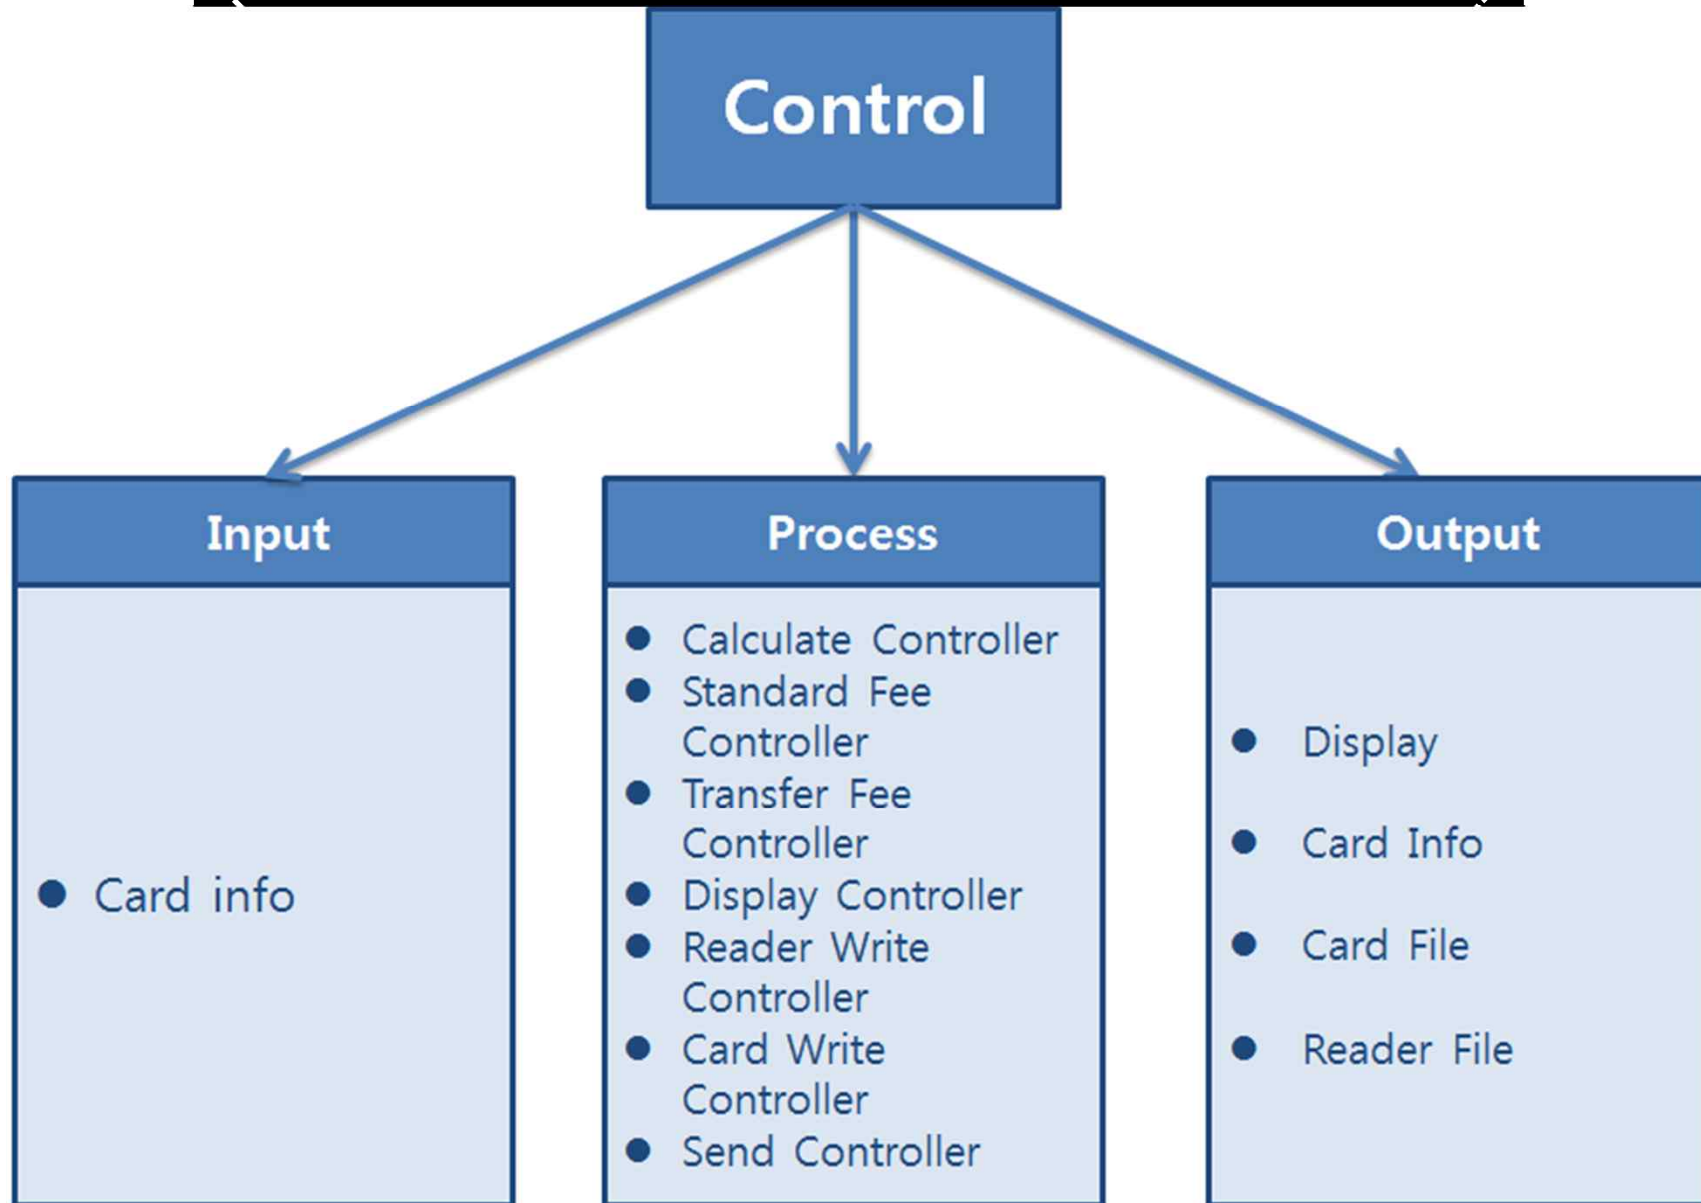 Control
Input
Card info
Process
Calculate Controller
Standard Fee
Controller
Transfer Fee
Controller
Display Controller
Reader Write
Controller
Card Write
Controller
Send Controller
Output
Display
Card Info
Card File
Reader File